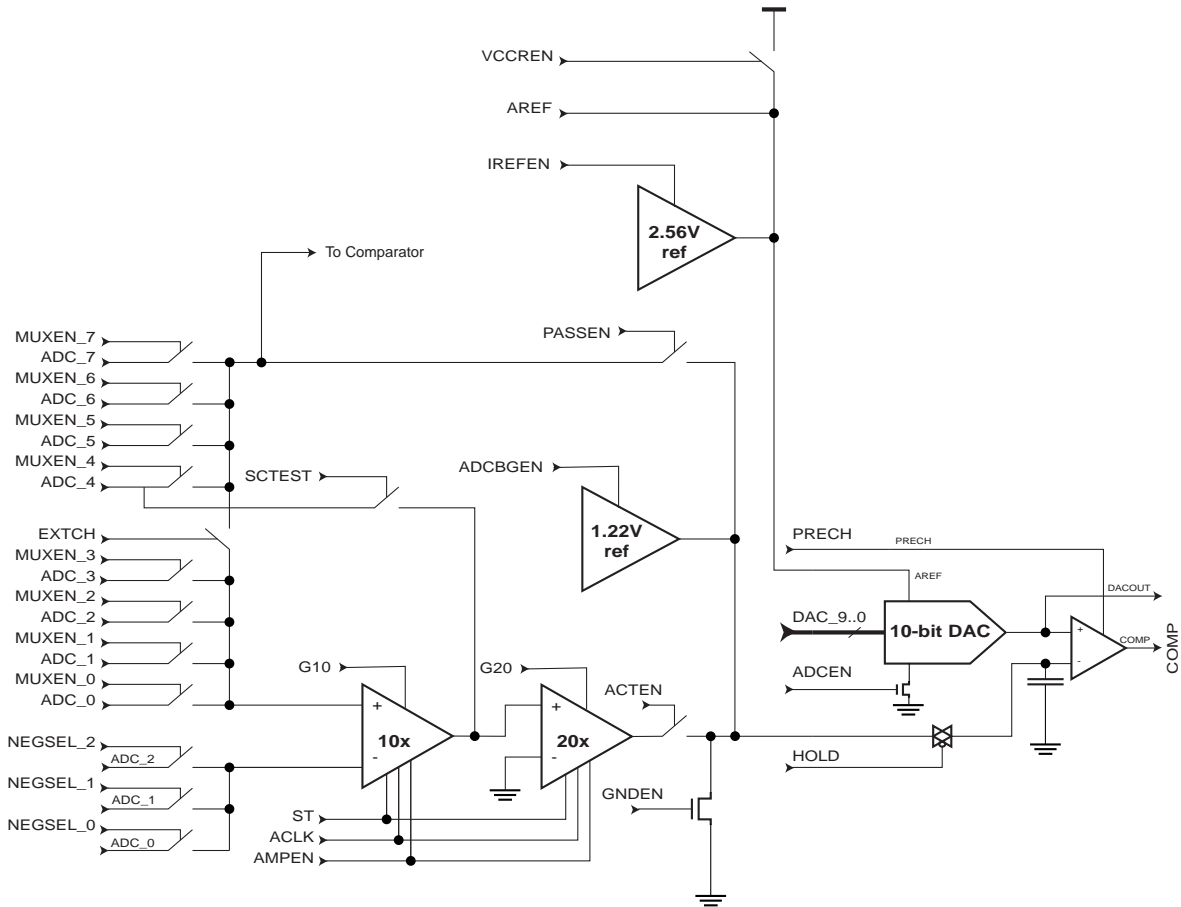 VCCREN
AREF
IREFEN
2.56V
ref
To Comparator
PASSEN
MUXEN_7
ADC_7
MUXEN_6
ADC_6
MUXEN_5
ADC_5
MUXEN_4
ADC_4
SCTEST
ADCBGEN
1.22V
ref
EXTCH
MUXEN_3
ADC_3
MUXEN_2
ADC_2
MUXEN_1
ADC_1
MUXEN_0
ADC_0
PRECH
PRECH
AREF
DACOUT
DAC_9..0
10-bit DAC
+
-
COMP
COMP
ADCEN
G10
+
10x
-
G20
+
20x
-
ACTEN
NEGSEL_2
ADC_2
NEGSEL_1
ADC_1
NEGSEL_0
ADC_0
HOLD
GNDEN
ST
ACLK
AMPEN